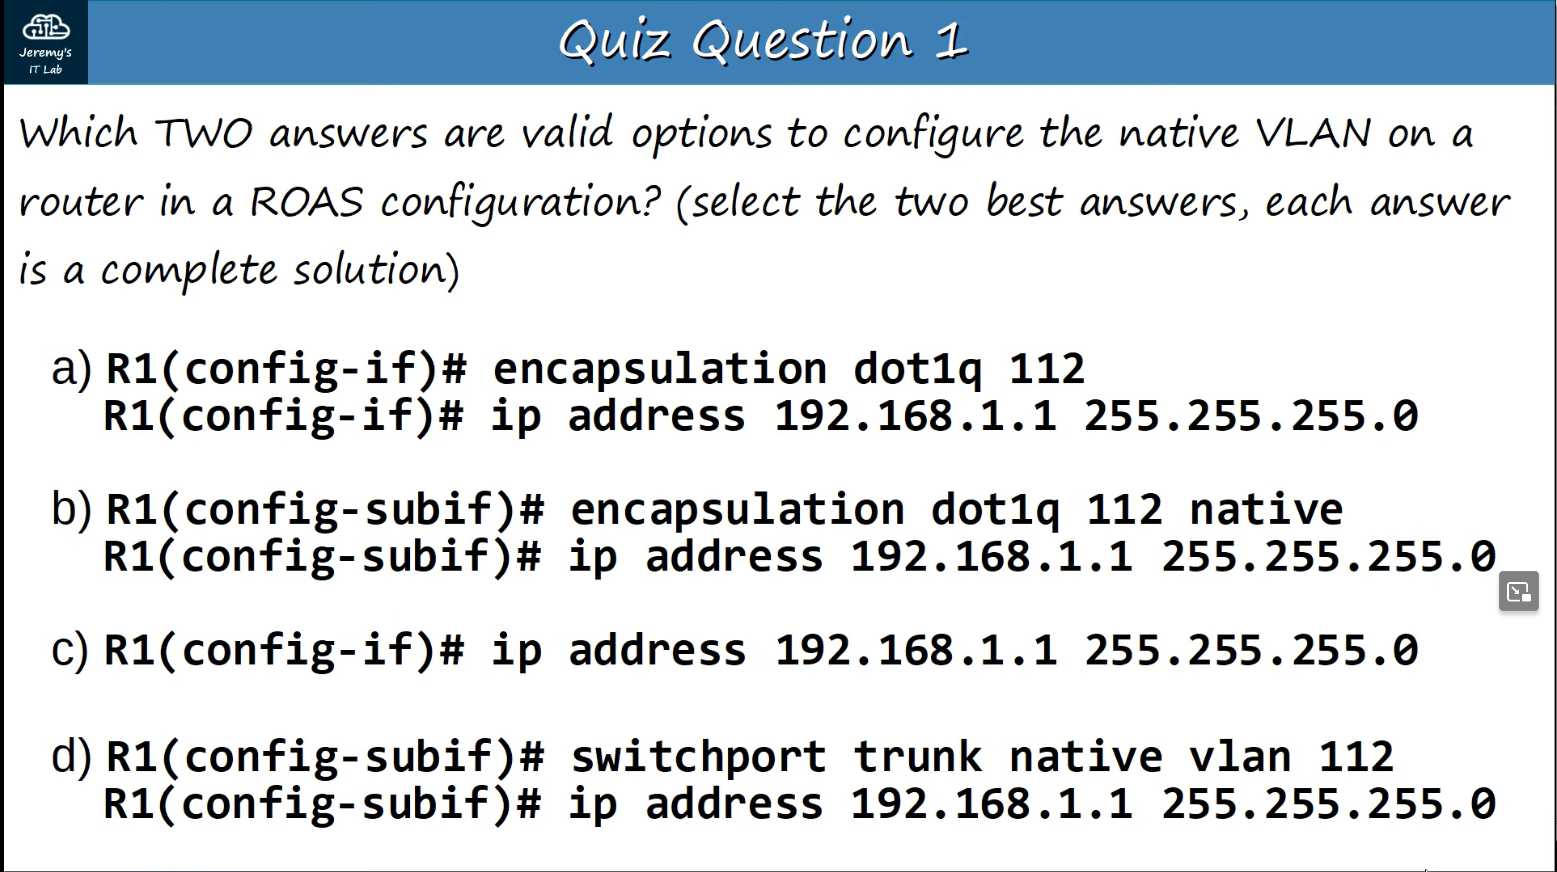 Jeremy's
IT Lab
Quiz Question 1
Which TWO answers are valid options to configure the native VLAN on a
router in a ROAS configuration? (select the two best answers, each answer
is a complete solution)
a) R1(config-if)# encapsulation dot1q 112
R1(config-if)# ip address 192.168.1.1 255.255.255.0
b) R1(config-subif)# encapsulation dot1q 112 native
R1(config-subif)# ip address 192.168.1.1 255.255.255.0
c) R1(config-if)# ip address 192.168.1.1 255.255.255.0
d) R1(config-subif)# switchport trunk native vlan 112
R1(config-subif)# ip address 192.168.1.1 255.255.255.0